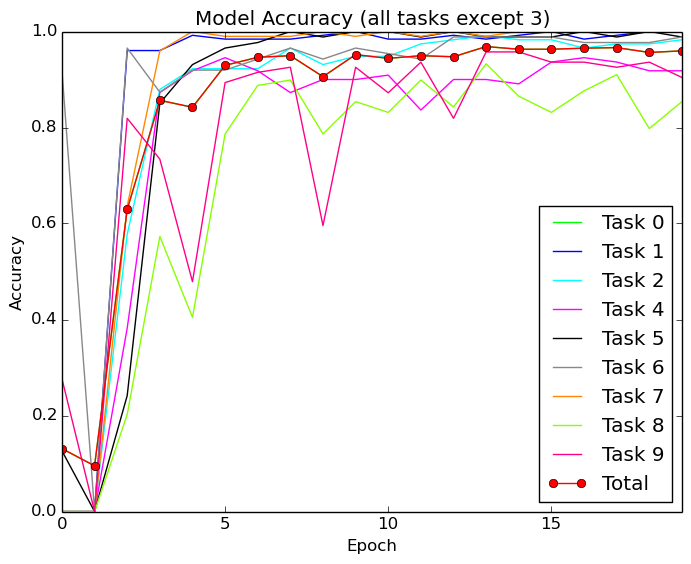 Model Accuracy (all tasks except 3)
1.0
0.8
0.6
0.4
0.2
0.0
Accuracy
0
5
10
15
Epoch
Task 0
Task 1
Task 2
Task 4
Task 5
Task 6
Task 7
Task 8
Task 9
Total